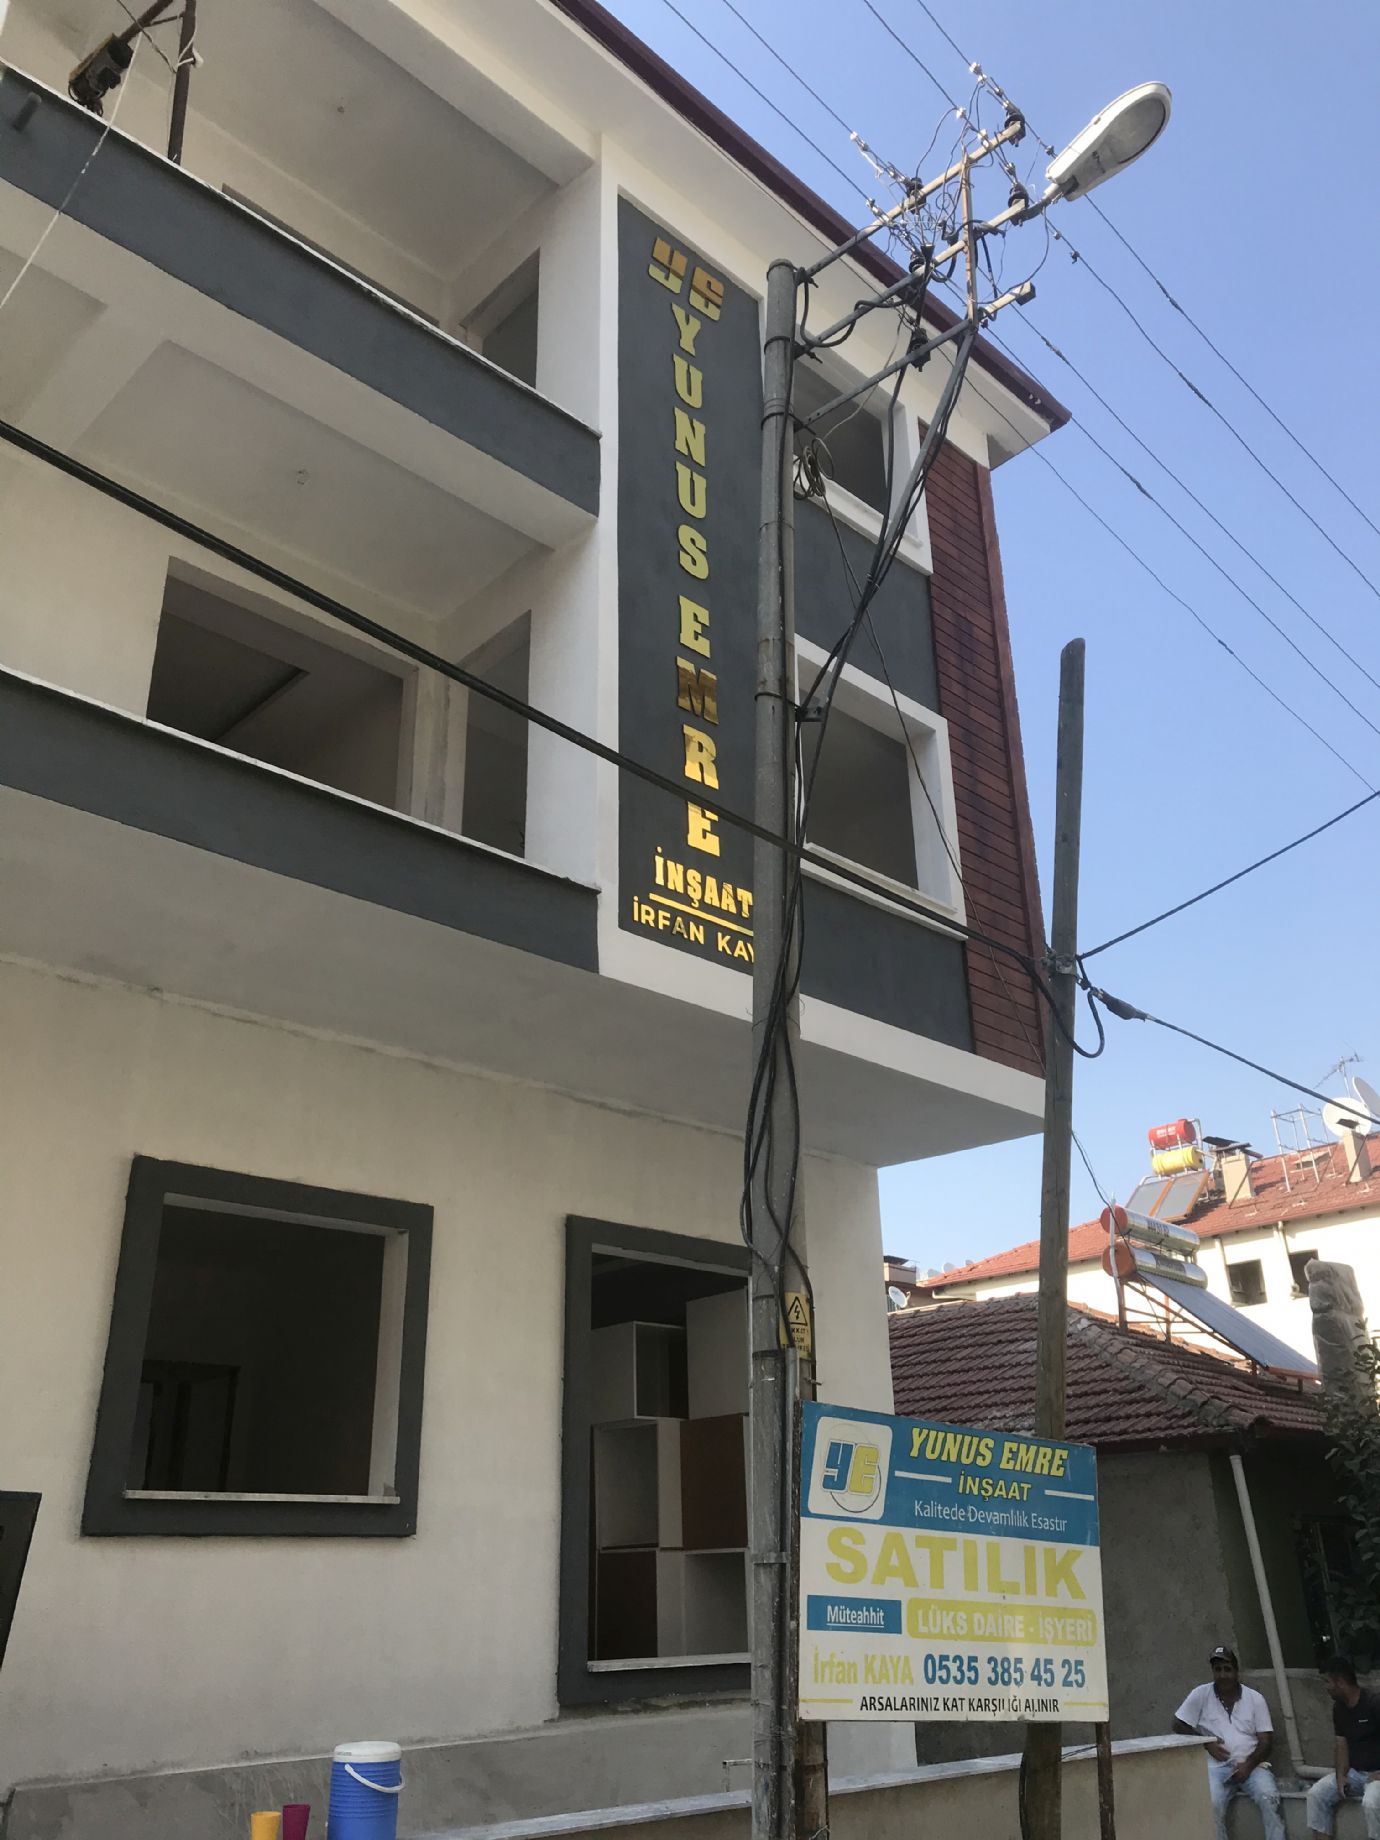 YE
YUNUS EMRE
İNŞAAT
İRFAN KAY
YE
YUNUS EMRE
İNŞAAT
Kalitede Devamlılık Esastır
SATILIK
Müteahhit
LÜKS DAİRE - İŞYERİ
İrfan KAYA 0535 385 45 25
ARSALARINIZ KAT KARŞILIĞI ALINIR